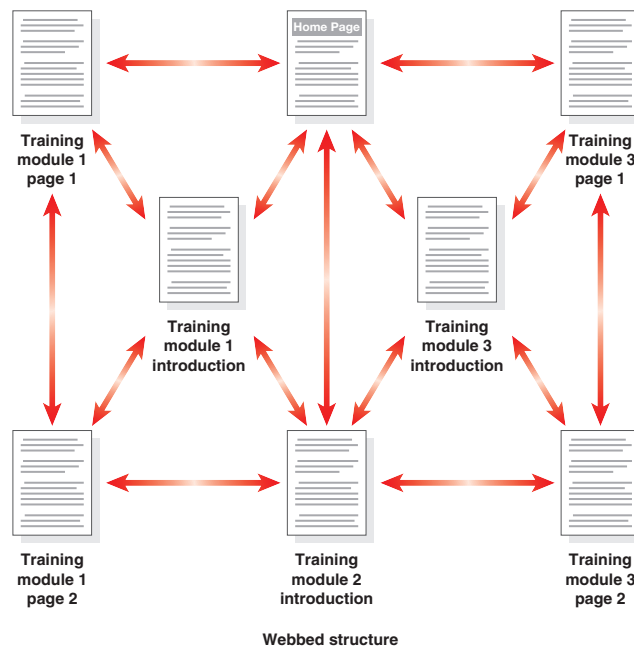 Home Page
Training
module 1
page 1
Training
module 3
page 1
Training
module 1
introduction
Training
module 3
introduction
Training
module 1
page 2
Training
module 2
introduction
Training
module 3
page 2
Webbed structure